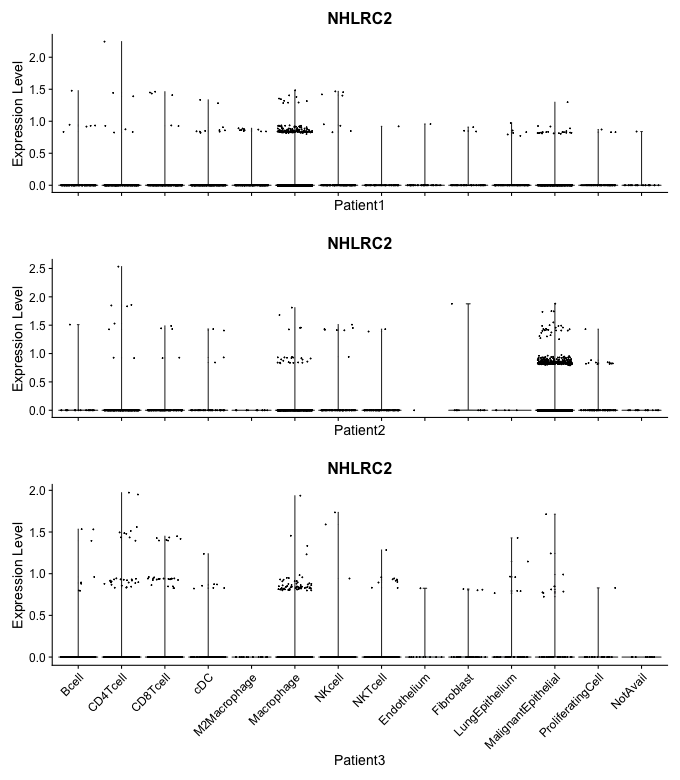 NHLRC2
Expression Level
2.0
1.5
1.0
0.5
0.0
Patient1
NHLRC2
Expression Level
2.5
2.0
1.5
1.0
0.5
0.0
Patient2
NHLRC2
Expression Level
2.0
1.5
1.0
0.5
0.0
Bcell
CD4Tcell
CD8Tcell
cDC
M2Macrophage
Macrophage
NKcell
NKTcell
Endothelium
Fibroblast
LungEpithelium
MalignantEpithelial
ProliferatingCell
NotAvail
Patient3